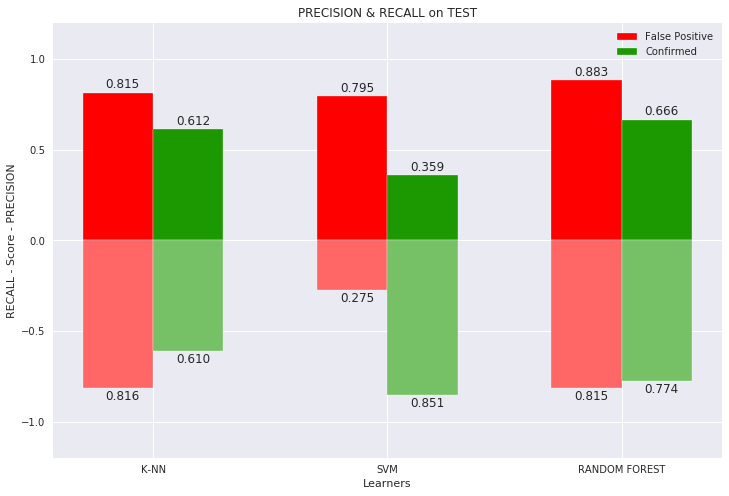 PRECISION & RECALL on TEST
False Positive
Confirmed
1.0
0.5
0.0
−0.5
−1.0
RECALL - Score - PRECISION
0.815
0.612
0.795
0.359
0.883
0.666
0.816
0.610
0.275
0.851
0.815
0.774
K-NN
SVM
RANDOM FOREST
Learners